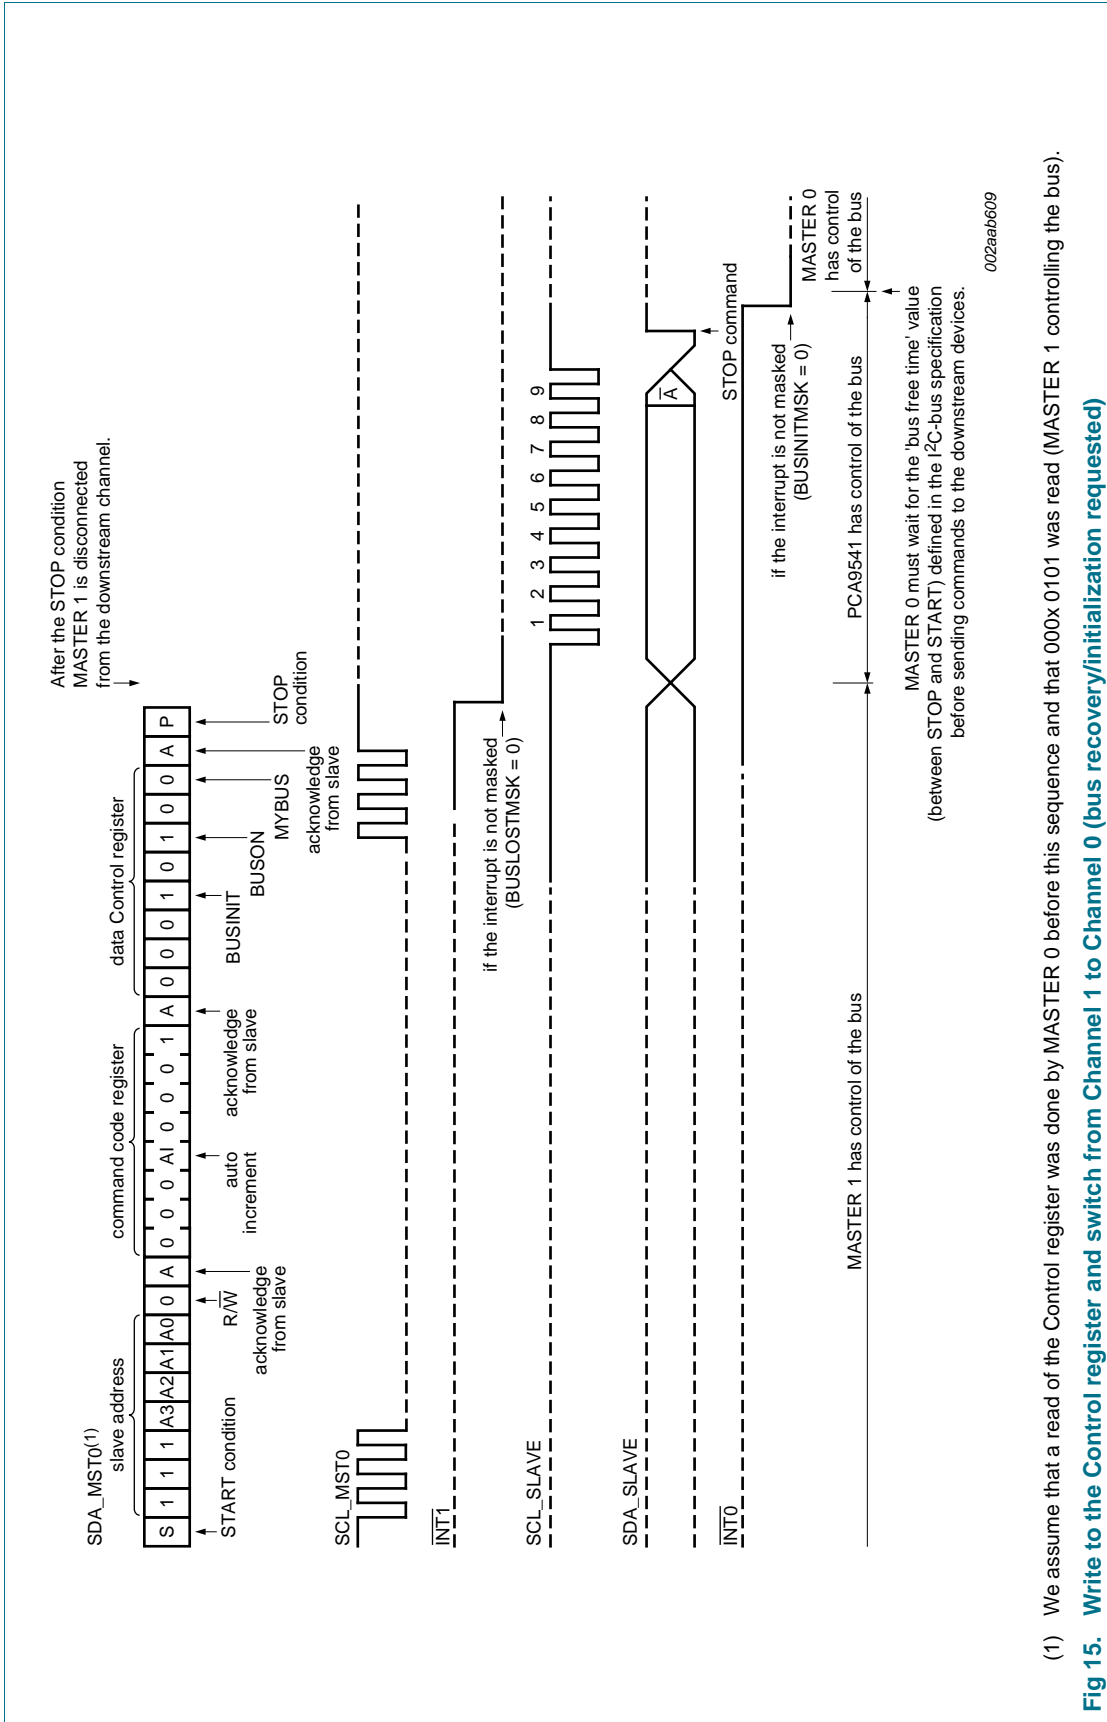 After the STOP condition
MASTER 1 is disconnected
from the downstream channel.
SDA_MST0(1)
slave address
command code register
data Control register
S 1 1 1 A3 A2 A1 A0 0 A 0 0 0 AI 0 0 0 1 A 0 0 0 1 0 1 0 0 A P
START condition
R/W
acknowledge
from slave
auto
increment
acknowledge
from slave
BUSINIT
BUSON
MYBUS
acknowledge
from slave
STOP
condition
SCL_MST0
INT1
if the interrupt is not masked
(BUSLOSTMSK = 0)
SCL_SLAVE
1 2 3 4 5 6 7 8 9
SDA_SLAVE
A
STOP command
INT0
if the interrupt is not masked
(BUSINITMSK = 0)
MASTER 1 has control of the bus
PCA9541 has control of the bus
MASTER 0
has control
of the bus
MASTER 0 must wait for the 'bus free time' value
(between STOP and START) defined in the I2C-bus specification
before sending commands to the downstream devices.
002aab609
(1) We assume that a read of the Control register was done by MASTER 0 before this sequence and that 000x 0101 was read (MASTER 1 controlling the bus).
Fig 15. Write to the Control register and switch from Channel 1 to Channel 0 (bus recovery/initialization requested)